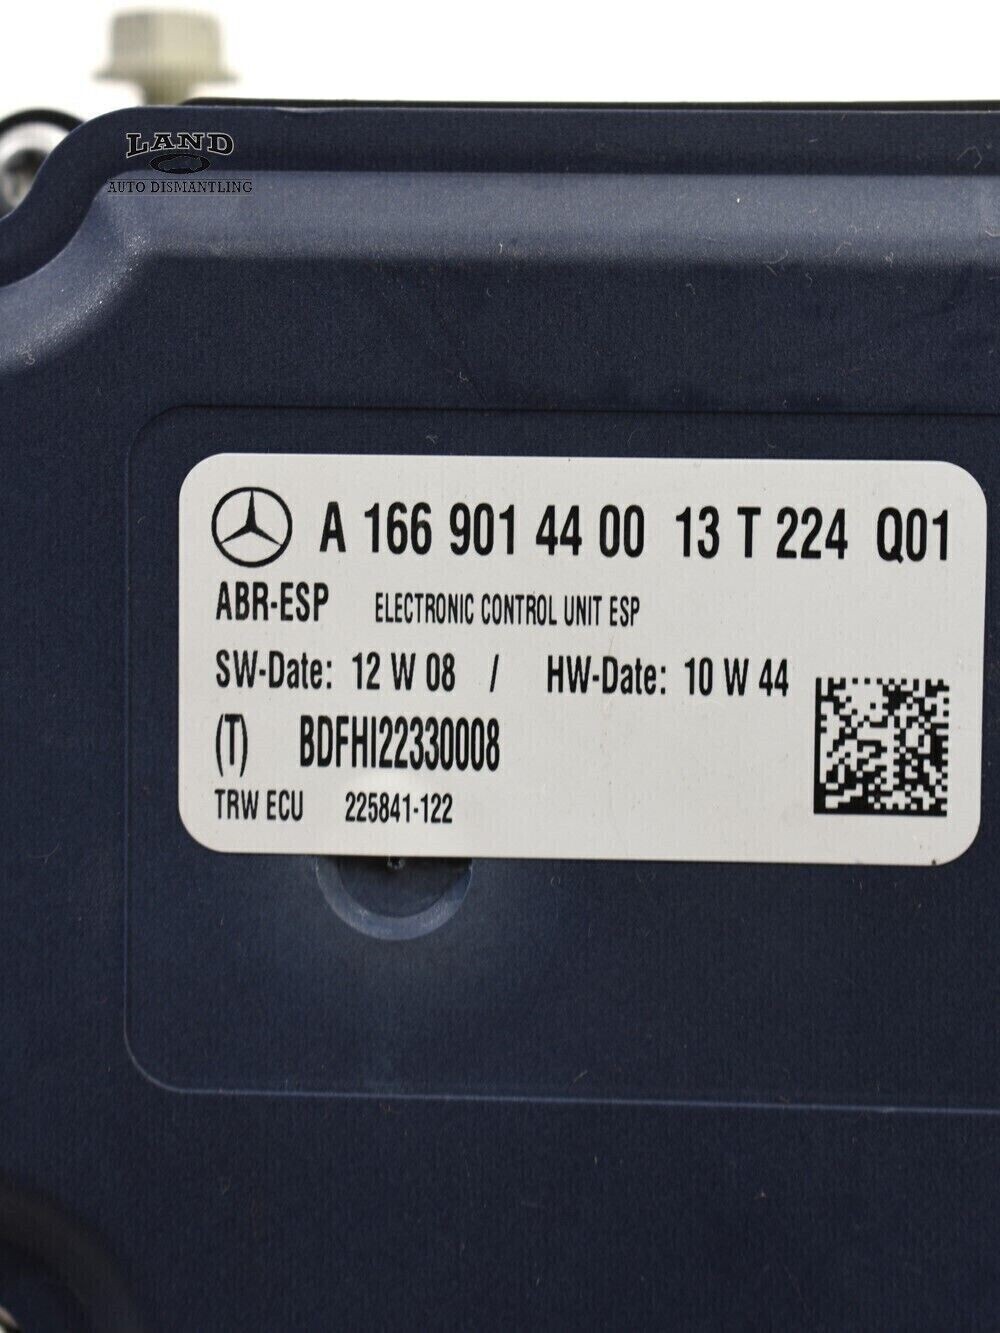 LAND
AUTO DISMANTLING
A 166 901 44 00 13 T 224 Q01
ABR-ESP ELECTRONIC CONTROL UNIT ESP
SW-Date: 12 W 08 / HW-Date: 10 W 44
(T) BDFHI22330008
TRW ECU 225841-122